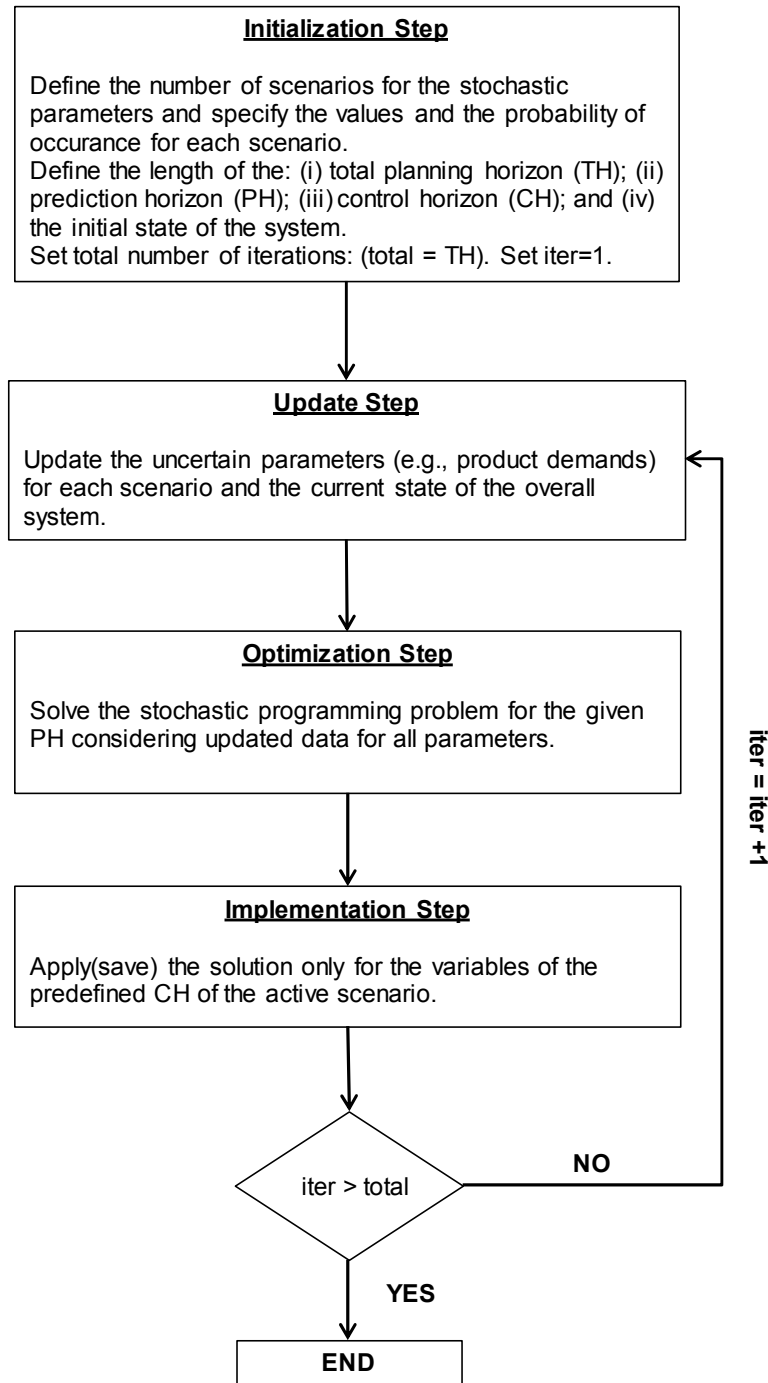 Initialization Step
Define the number of scenarios for the stochastic
parameters and specify the values and the probability of
occurance for each scenario.
Define the length of the: (i) total planning horizon (TH); (ii)
prediction horizon (PH); (iii) control horizon (CH); and (iv)
the initial state of the system.
Set total number of iterations: (total = TH). Set iter=1.
Update Step
Update the uncertain parameters (e.g., product demands)
for each scenario and the current state of the overall
system.
Optimization Step
Solve the stochastic programming problem for the given
PH considering updated data for all parameters.
iter = iter +1
Implementation Step
Apply(save) the solution only for the variables of the
predefined CH of the active scenario.
iter > total
NO
YES
END